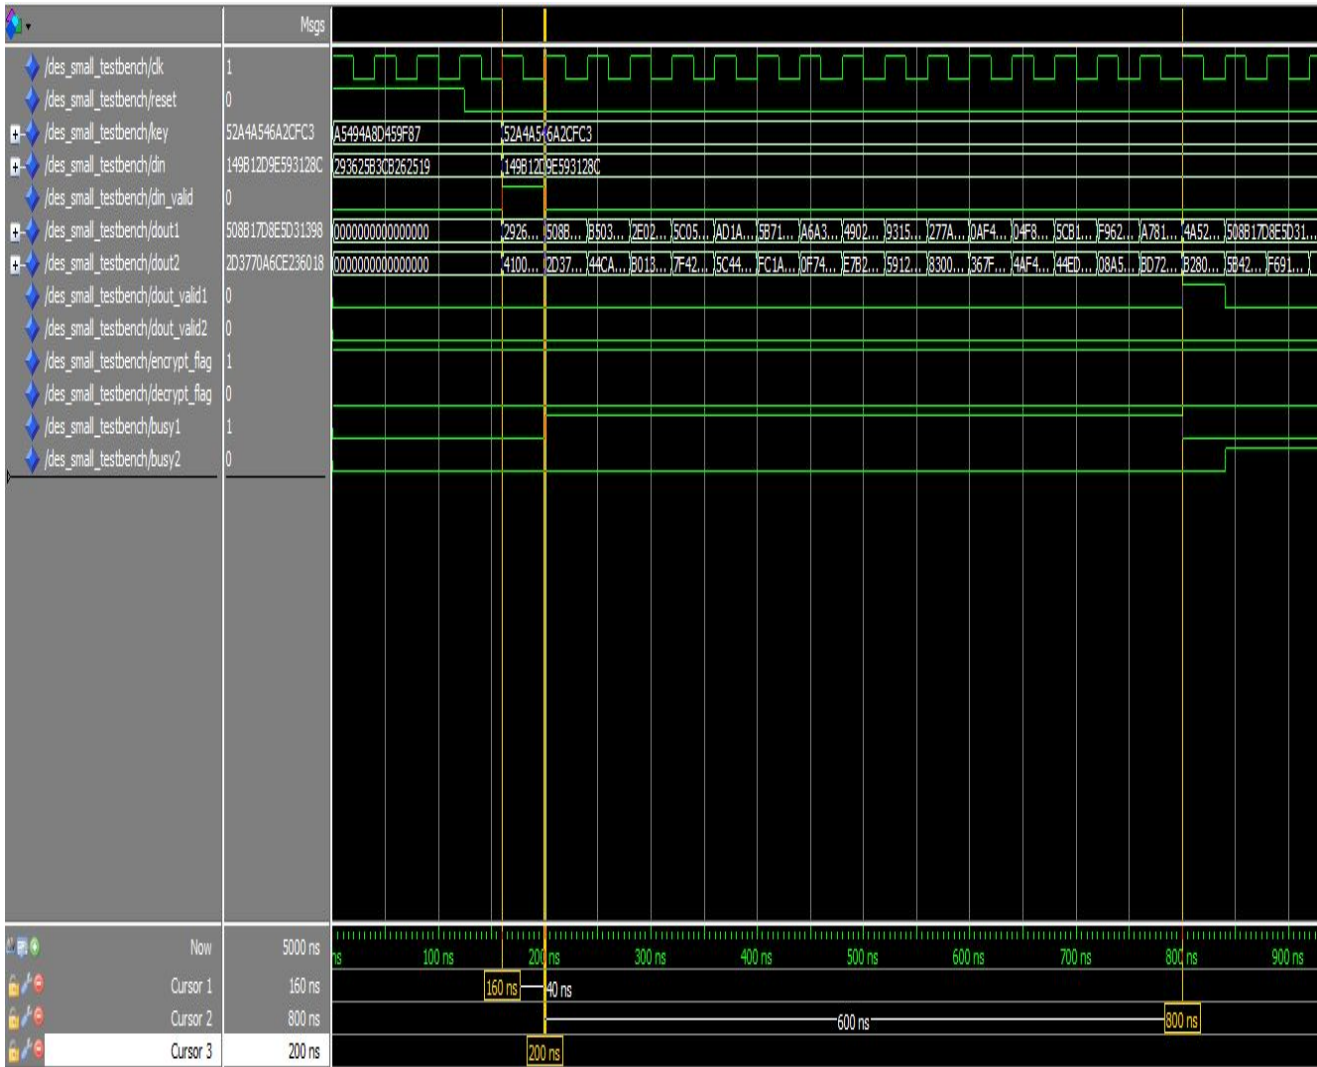 Msgs
/des_small_testbench/clk 1
/des_small_testbench/reset 0
/des_small_testbench/key 52A4A546A2CFC3 A5494A8D459F87 52A4A546A2CFC3
/des_small_testbench/din 149B12D9E593128C 293625B3CB262519 149B12D9E593128C
/des_small_testbench/din_valid 0
/des_small_testbench/dout1 508B17D8E5D31398 0000000000000000 2926... 508B... B503... 2E02... 5C05... AD1A... 5B71... A6A3... 4902... 9315... 277A... 0AF4... 04F8... 5CB1... F962... A781... 4A52... 508B17D8E5D31...
/des_small_testbench/dout2 2D3770A6CE236018 0000000000000000 4100... 2D37... 44CA... B013... 7F42... 5C44... FC1A... 0F74... E7B2... 5912... 8300... 367F... 4AF4... 44ED... 08A5... BD72... B280... 5B42... F691...
/des_small_testbench/dout_valid1 0
/des_small_testbench/dout_valid2 0
/des_small_testbench/encrypt_flag 1
/des_small_testbench/decrypt_flag 0
/des_small_testbench/busy1 1
/des_small_testbench/busy2 0
Now 5000 ns ns 100 ns 200 ns 300 ns 400 ns 500 ns 600 ns 700 ns 800 ns 900 ns
Cursor 1 160 ns 160 ns 40 ns
Cursor 2 800 ns 600 ns 800 ns
Cursor 3 200 ns 200 ns